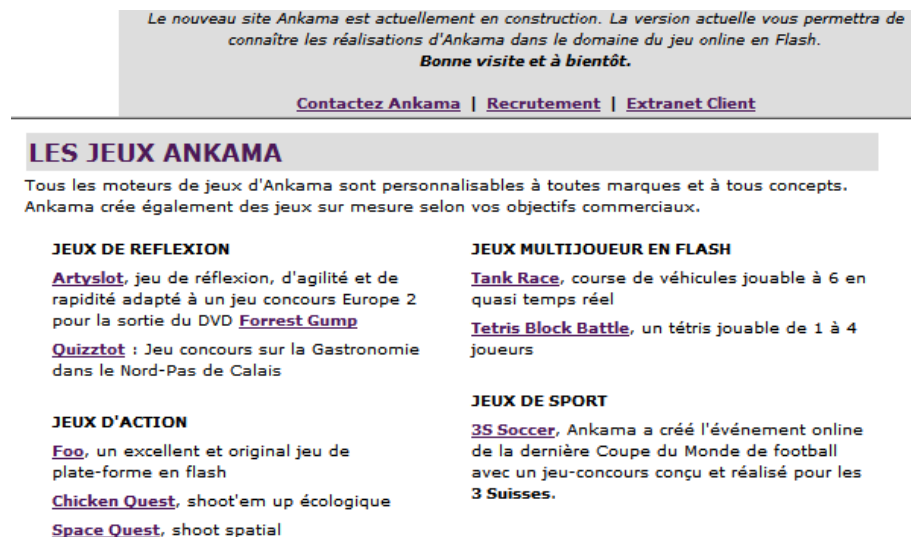 Le nouveau site Ankama est actuellement en construction. La version actuelle vous permettra de
connaître les réalisations d'Ankama dans le domaine du jeu online en Flash.
Bonne visite et à bientôt.
Contactez Ankama | Recrutement | Extranet Client
LES JEUX ANKAMA
Tous les moteurs de jeux d'Ankama sont personnalisables à toutes marques et à tous concepts.
Ankama crée également des jeux sur mesure selon vos objectifs commerciaux.
JEUX DE REFLEXION
Artyslot, jeu de réflexion, d'agilité et de
rapidité adapté à un jeu concours Europe 2
pour la sortie du DVD Forrest Gump
Quizztot : Jeu concours sur la Gastronomie
dans le Nord-Pas de Calais
JEUX D'ACTION
Foo, un excellent et original jeu de
plate-forme en flash
Chicken Quest, shoot'em up écologique
Space Quest, shoot spatial
JEUX MULTIJOUEUR EN FLASH
Tank Race, course de véhicules jouable à 6 en
quasi temps réel
Tetris Block Battle, un tétris jouable de 1 à 4
joueurs
JEUX DE SPORT
3S Soccer, Ankama a créé l'événement online
de la dernière Coupe du Monde de football
avec un jeu-concours conçu et réalisé pour les
3 Suisses.